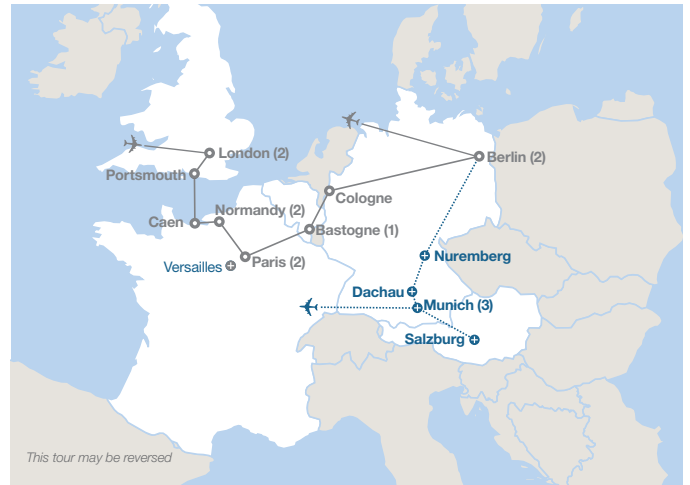 London (2)
Berlin (2)
Portsmouth
Cologne
Normandy (2)
Caen
Bastogne (1)
Nuremberg
Paris (2)
Versailles
Dachau
Munich (3)
Salzburg
This tour may be reversed